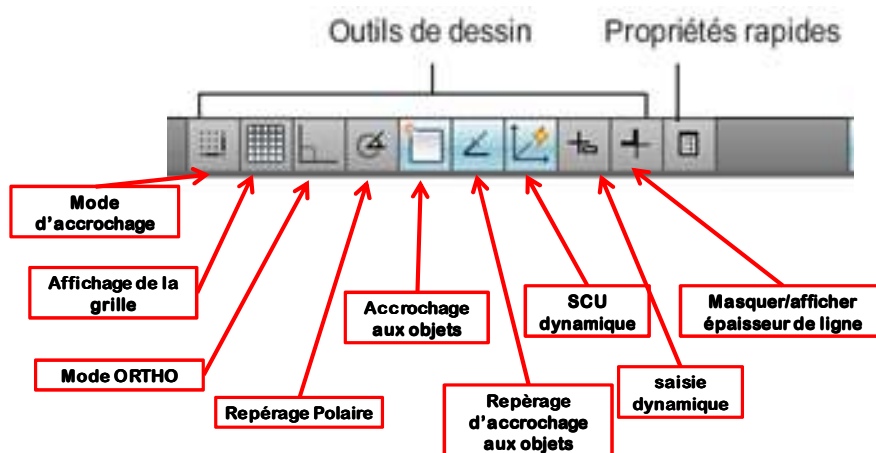 Outils de dessin
Propriétés rapides
Mode
d'accrochage
Affichage de la
grille
Mode ORTHO
Repérage Polaire
Accrochage
aux objets
Repèrage
d'accrochage
aux objets
SCU
dynamique
saisie
dynamique
Masquer/afficher
épaisseur de ligne